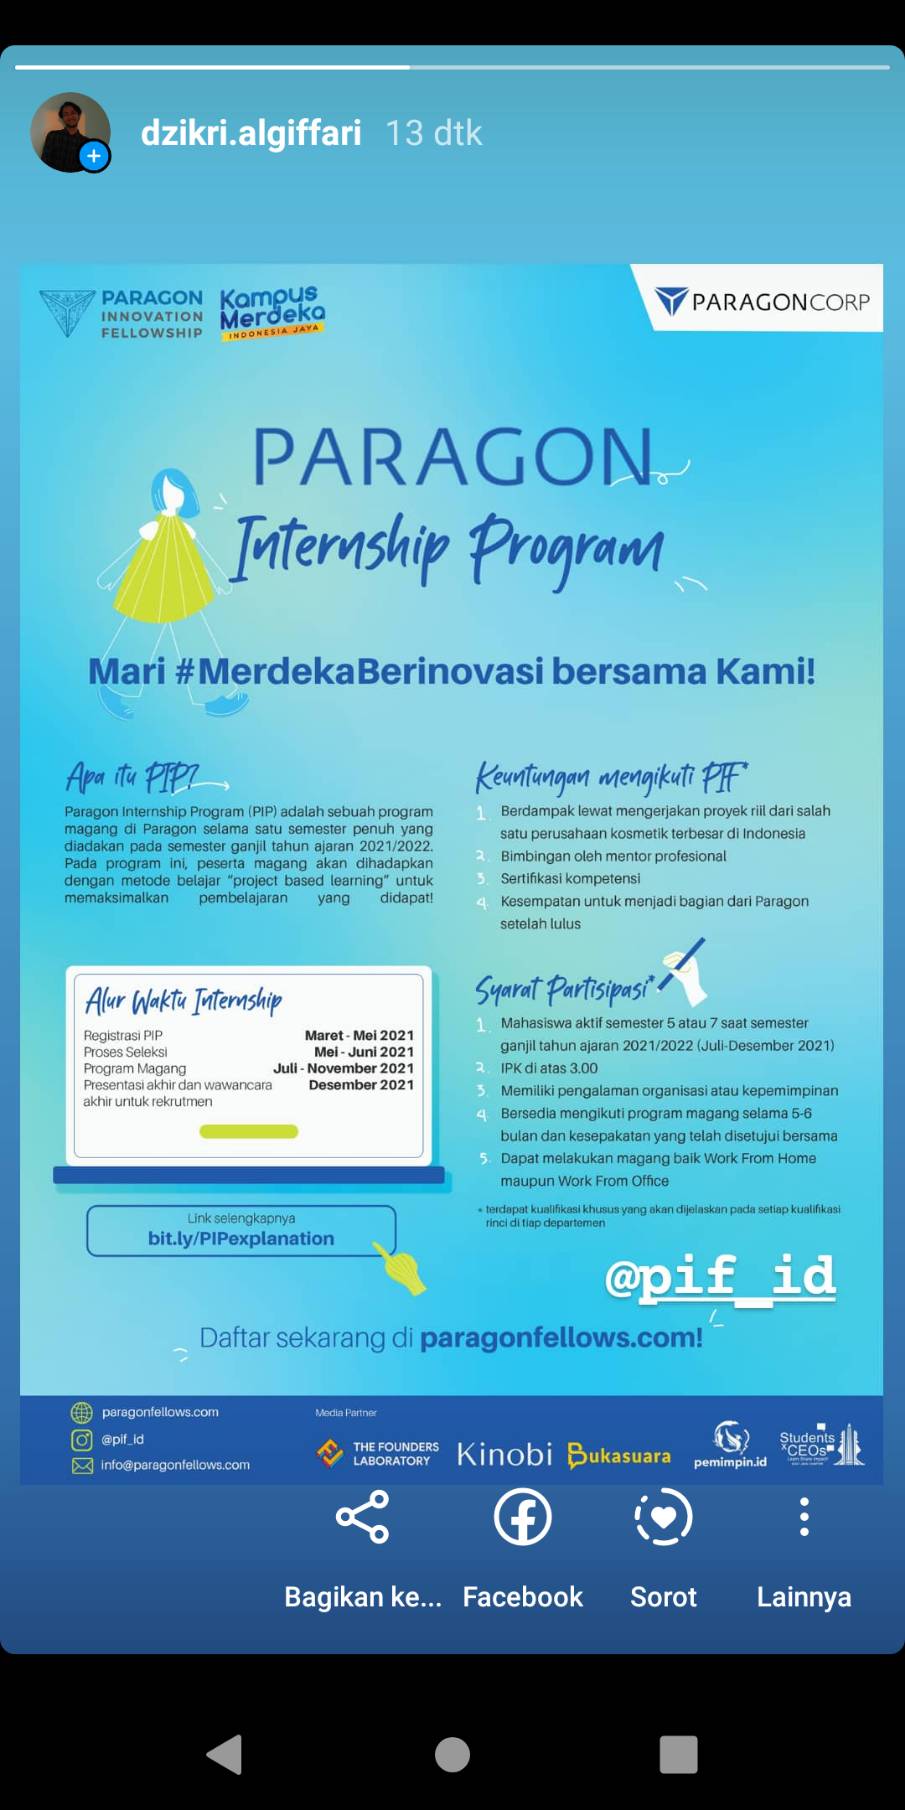 dzikri.algiffari 13 dtk
PARAGON
INNOVATION
FELLOWSHIP
Kampus
Merdeka
INDONESIA JAYA
PARAGONCORP
PARAGON
Internship Program
Mari #MerdekaBerinovasi bersama Kami!
Apa itu PIP?
Paragon Internship Program (PIP) adalah sebuah program
magang di Paragon selama satu semester penuh yang
diadakan pada semester ganjil tahun ajaran 2021/2022.
Pada program ini, peserta magang akan dihadapkan
dengan metode belajar "project based learning" untuk
memaksimalkan pembelajaran yang didapat!
Keuntungan mengikuti PIF*
1. Berdampak lewat mengerjakan proyek riil dari salah
satu perusahaan kosmetik terbesar di Indonesia
2. Bimbingan oleh mentor profesional
3. Sertifikasi kompetensi
4. Kesempatan untuk menjadi bagian dari Paragon
setelah lulus
Alur Waktu Internship
Registrasi PIP Maret - Mei 2021
Proses Seleksi Mei - Juni 2021
Program Magang Juli - November 2021
Presentasi akhir dan wawancara Desember 2021
akhir untuk rekrutmen
Syarat Partisipasi*
1. Mahasiswa aktif semester 5 atau 7 saat semester
ganjil tahun ajaran 2021/2022 (Juli-Desember 2021)
2. IPK di atas 3.00
3. Memiliki pengalaman organisasi atau kepemimpinan
4. Bersedia mengikuti program magang selama 5-6
bulan dan kesepakatan yang telah disetujui bersama
5. Dapat melakukan magang baik Work From Home
maupun Work From Office
* terdapat kualifikasi khusus yang akan dijelaskan pada setiap kualifikasi
rinci di tiap departemen
Link selengkapnya
bit.ly/PIPexplanation
@pif_id
Daftar sekarang di paragonfellows.com!
paragonfellows.com
@pif_id
info@paragonfellows.com
Media Partner
THE FOUNDERS
LABORATORY
Kinobi
Bukasuara
pemimpin.id
Students
xCEOs
Bagikan ke... Facebook Sorot Lainnya